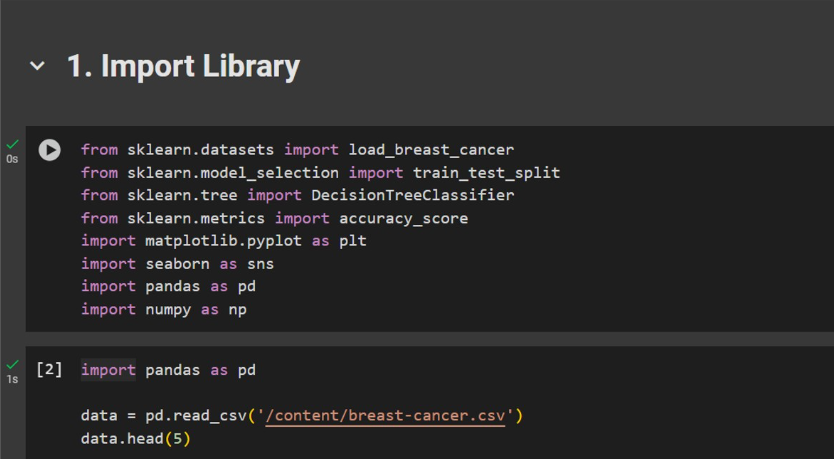 1. Import Library
0s
from sklearn.datasets import load_breast_cancer
from sklearn.model_selection import train_test_split
from sklearn.tree import DecisionTreeClassifier
from sklearn.metrics import accuracy_score
import matplotlib.pyplot as plt
import seaborn as sns
import pandas as pd
import numpy as np
[2] import pandas as pd
1s
data = pd.read_csv('/content/breast-cancer.csv')
data.head(5)